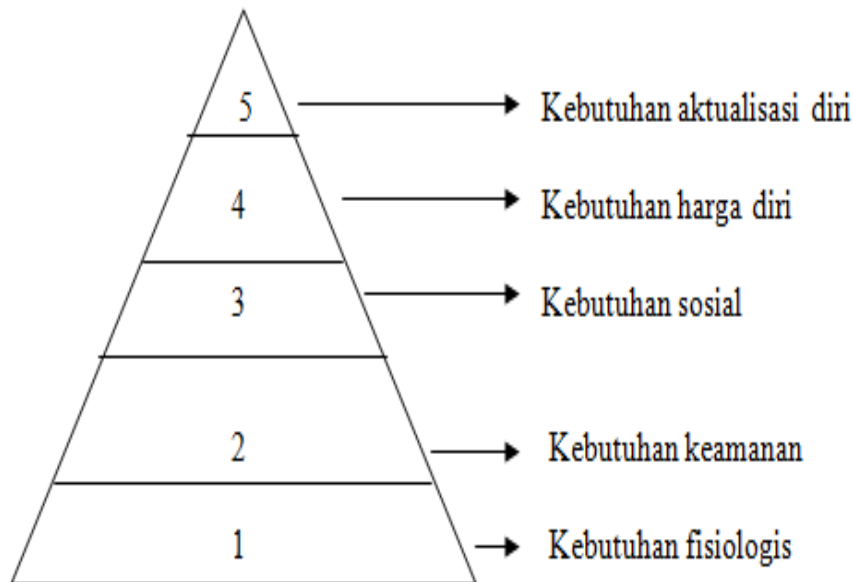 5 Kebutuhan aktualisasi diri
4 Kebutuhan harga diri
3 Kebutuhan sosial
2 Kebutuhan keamanan
1 Kebutuhan fisiologis